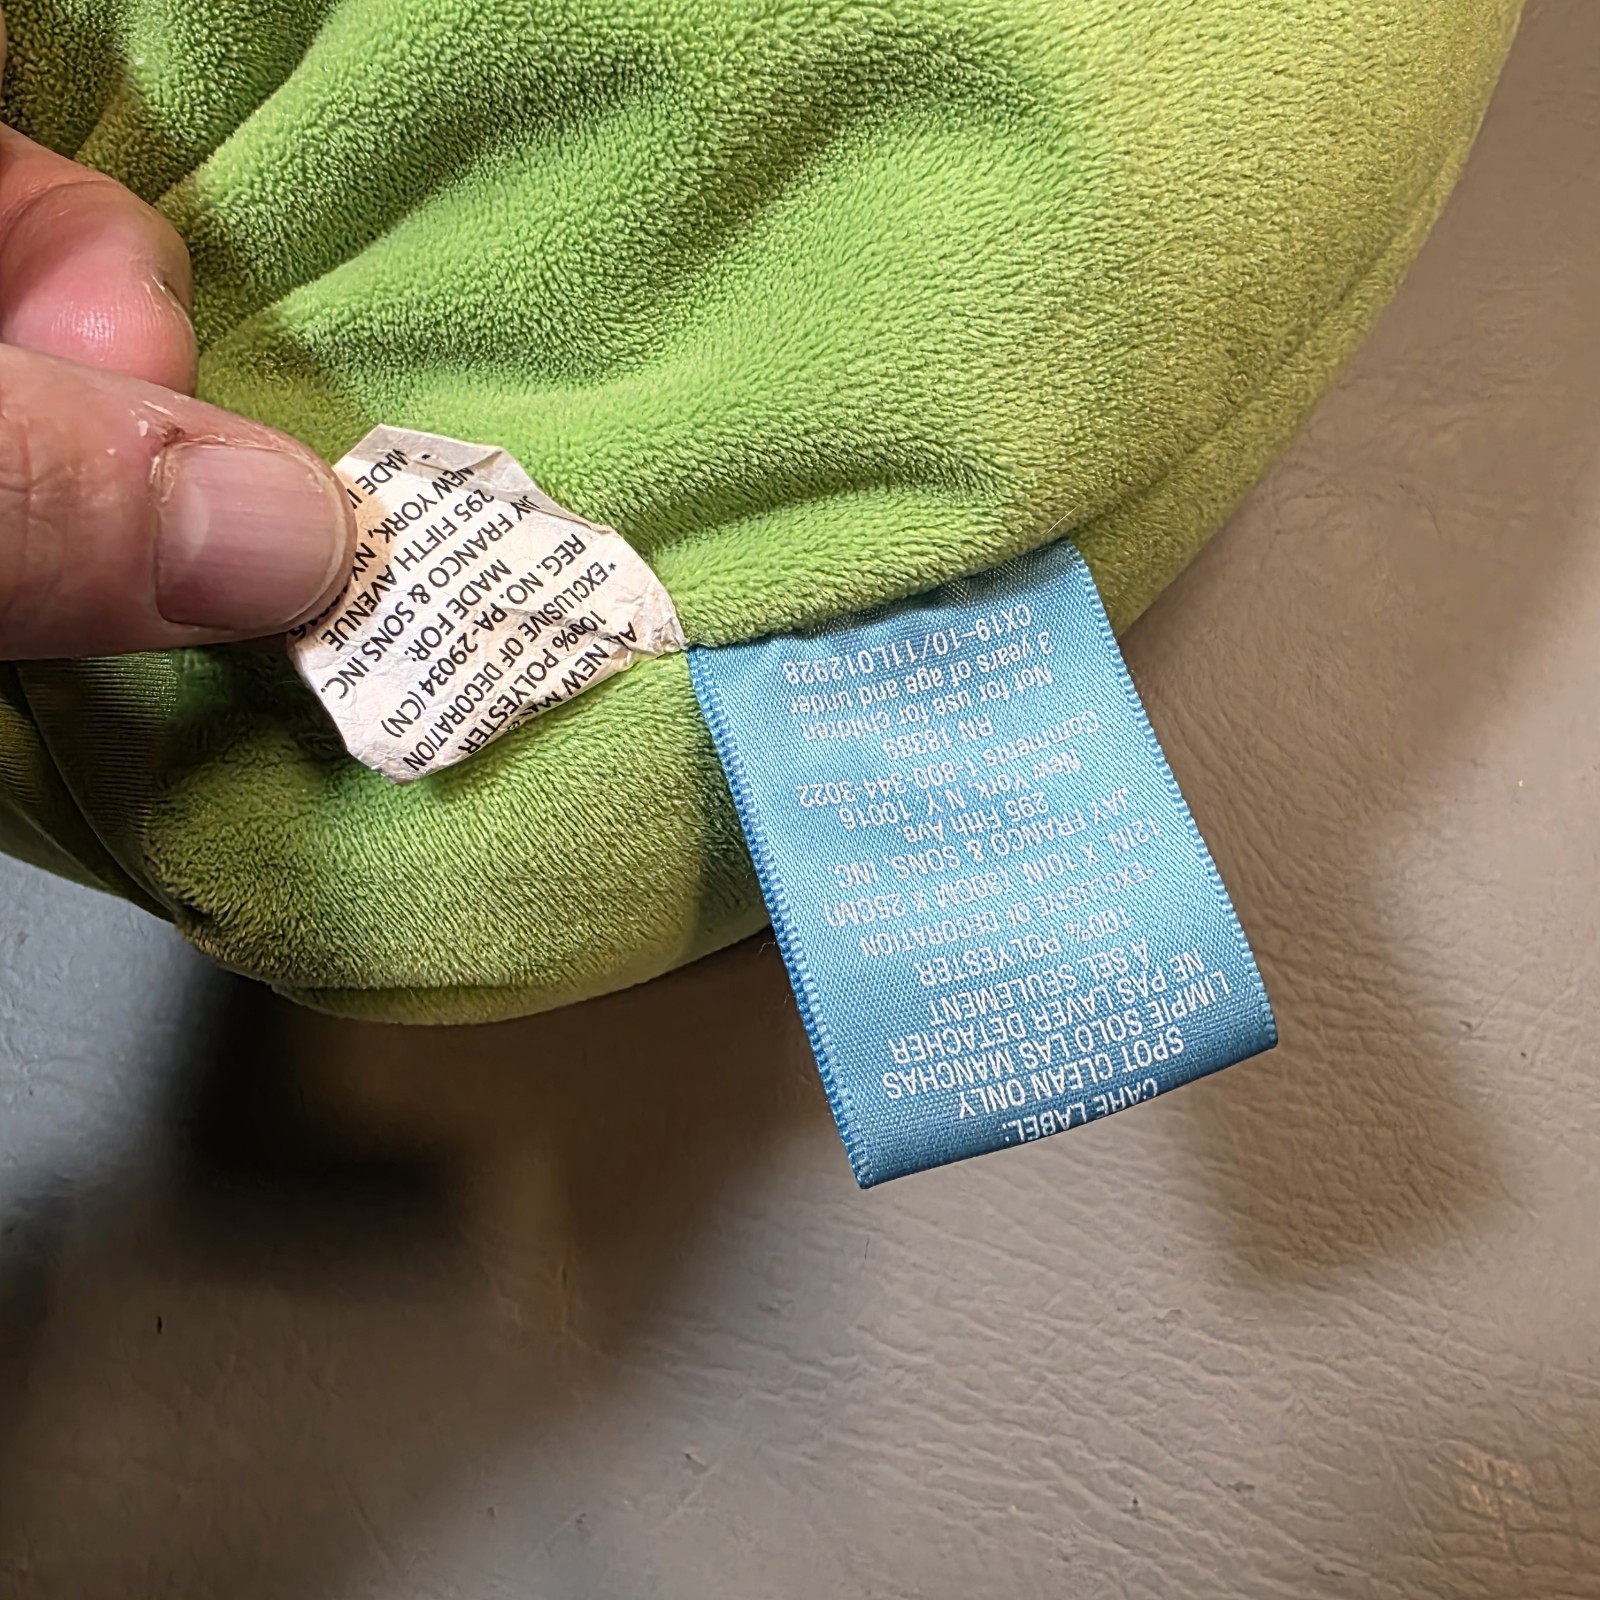 AL NEW MA
100% POLYESTER
*EXCLUSIVE OF DECORATION
REG. NO. PA-29034 (CN)
MADE FOR:
JAY FRANCO & SONS INC.
295 FIFTH AVENUE
NEW YORK, NY
MADE I
CARE LABEL:
SPOT CLEAN ONLY
LIMPIE SOLO LAS MANCHAS
NE PAS LAVER DETACHER
À SEL SEULEMENT
100% POLYESTER
*EXCLUSIVE OF DECORATION
12IN X 10IN (30CM X 25CM)
JAY FRANCO & SONS, INC.
295 Fifth Ave.
New York, N.Y 10016
Comments 1-800-344-3022
RN 18389
Not for use for children
3 years of age and under
CX19-10/11L012928